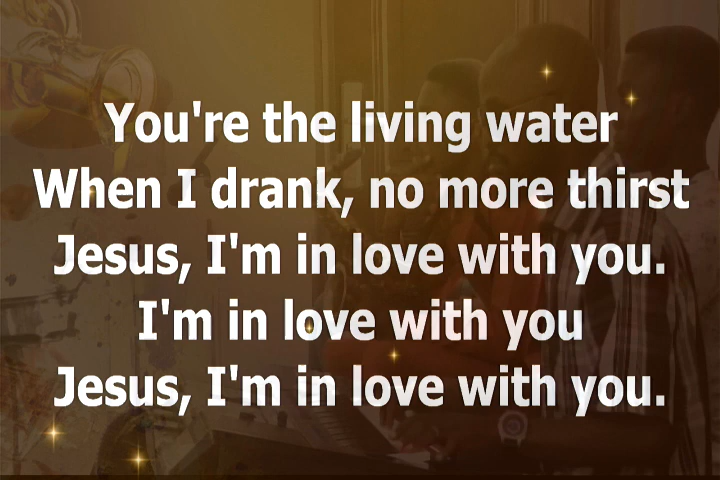 You're the living water
When I drank, no more thirst
Jesus, I'm in love with you.
I'm in love with you
Jesus, I'm in love with you.